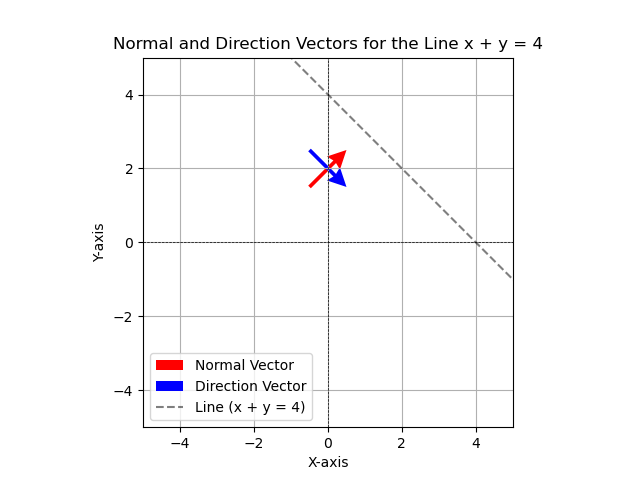 Normal and Direction Vectors for the Line x + y = 4
Y-axis
4
2
0
−2
−4
Normal Vector
Direction Vector
Line (x + y = 4)
−4
−2
0
2
4
X-axis